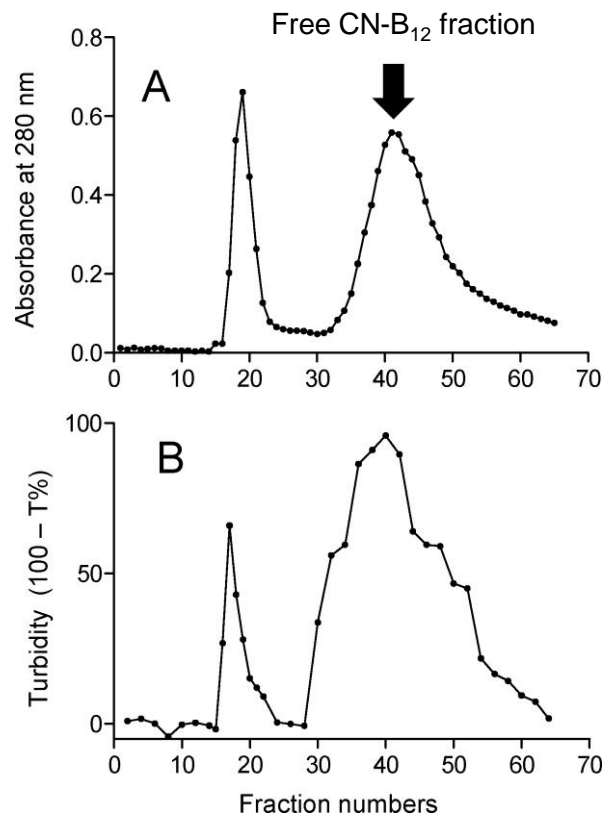 Free CN-B₁₂ fraction
A
Absorbance at 280 nm
0.8
0.6
0.4
0.2
0.0
0 10 20 30 40 50 60 70
B
Turbidity (100 – T%)
100
50
0
0 10 20 30 40 50 60 70
Fraction numbers